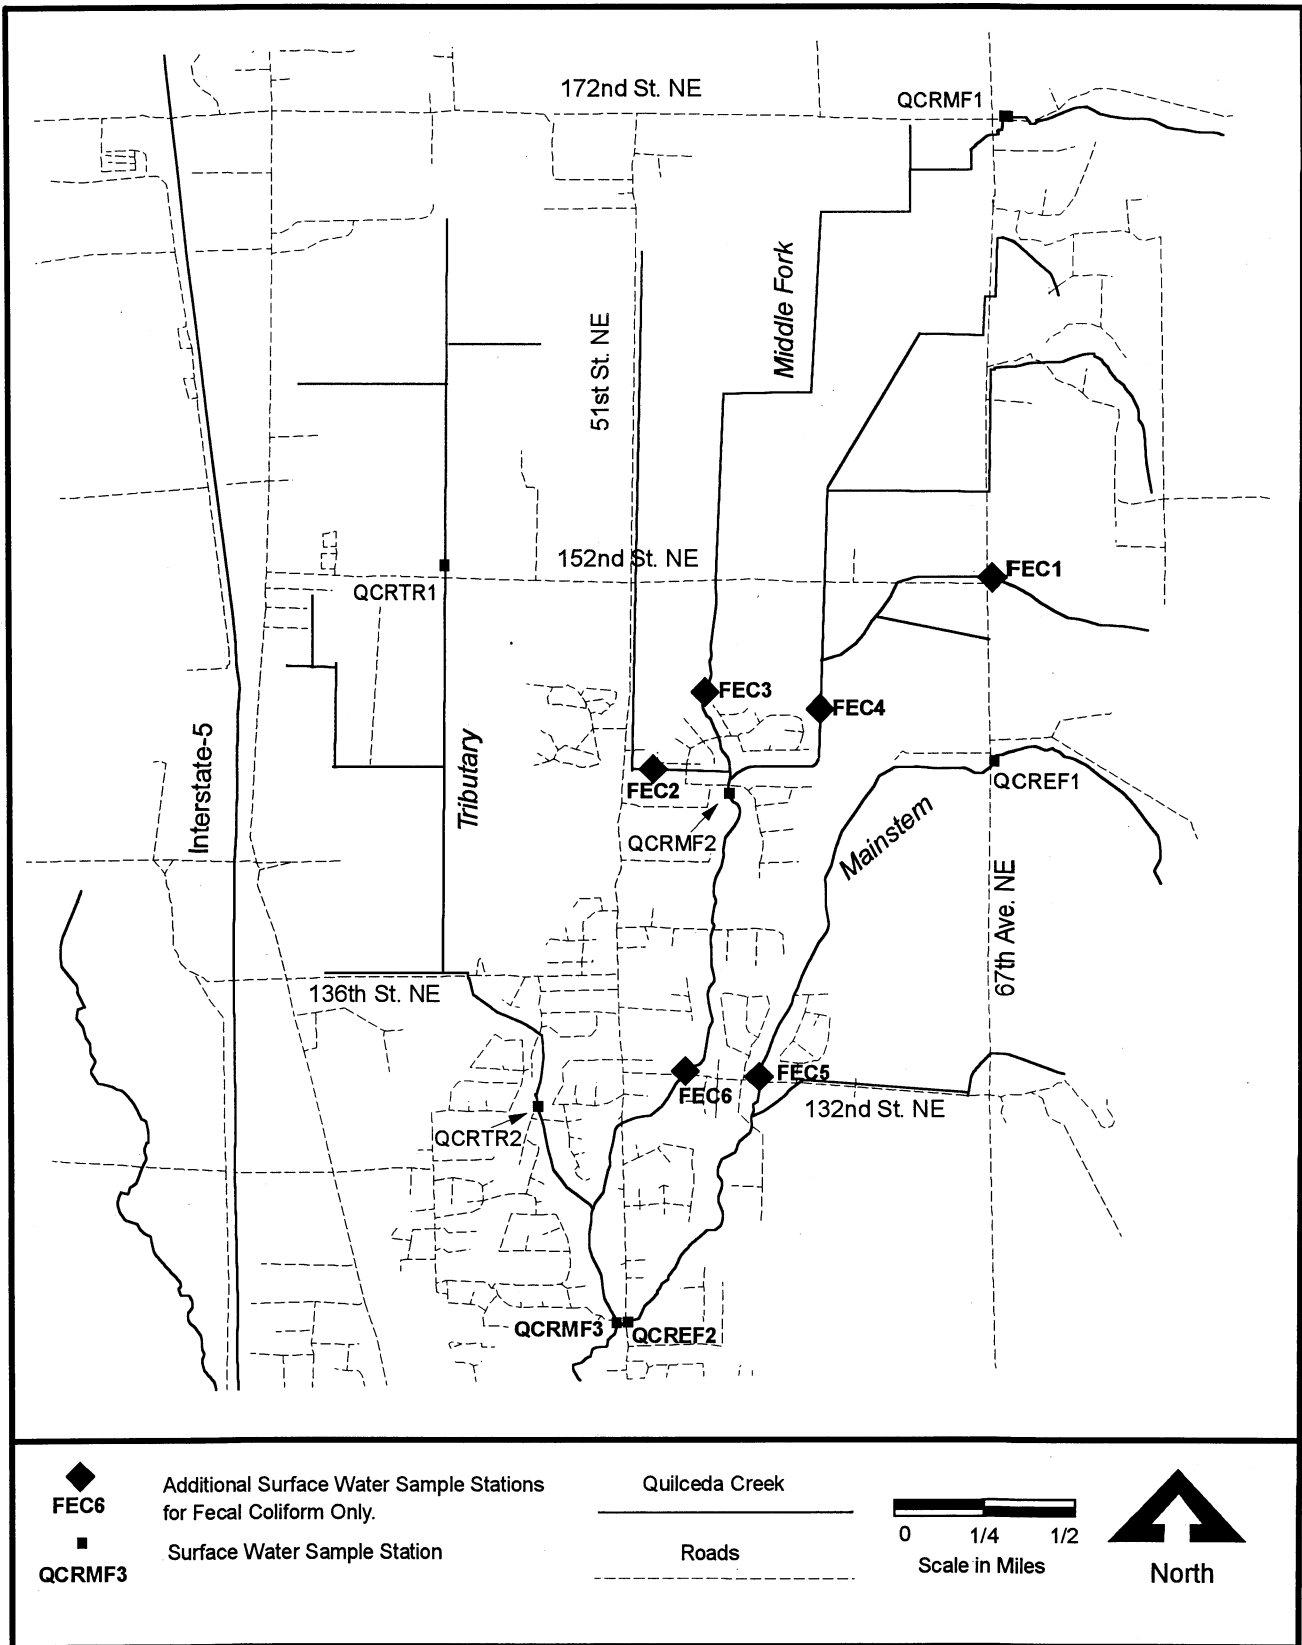 172nd St. NE
QCRMF1
Middle Fork
51st St. NE
152nd St. NE
FEC1
QCRTR1
FEC3
FEC4
Interstate-5
Tributary
FEC2
QCREF1
QCRMF2
Mainstem
67th Ave. NE
136th St. NE
FEC5
FEC6
132nd St. NE
QCRTR2
QCRMF3
QCREF2
FEC6
Additional Surface Water Sample Stations
for Fecal Coliform Only.
QCRMF3
Surface Water Sample Station
Quilceda Creek
Roads
0 1/4 1/2
Scale in Miles
North